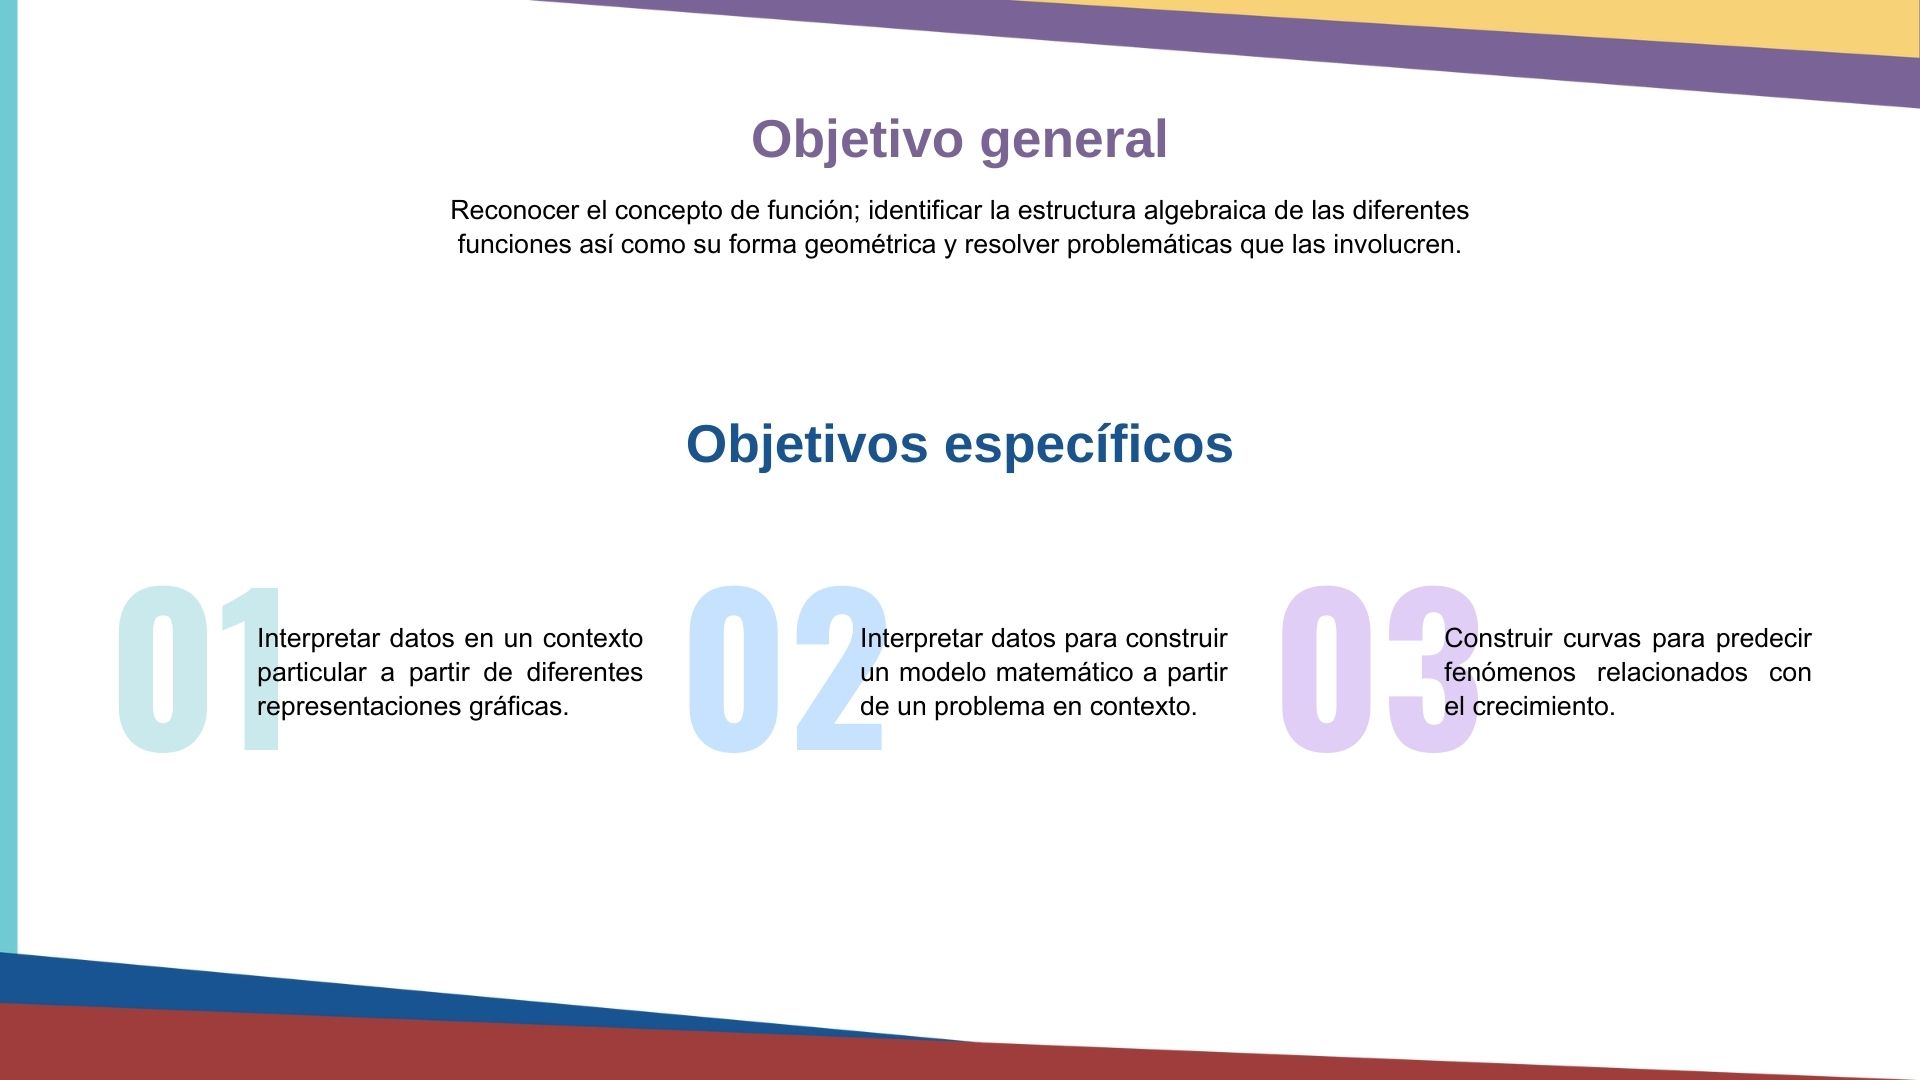 Objetivo general
Reconocer el concepto de función; identificar la estructura algebraica de las diferentes
funciones así como su forma geométrica y resolver problemáticas que las involucren.
Objetivos específicos
01
Interpretar datos en un contexto
particular a partir de diferentes
representaciones gráficas.
02
Interpretar datos para construir
un modelo matemático a partir
de un problema en contexto.
03
Construir curvas para predecir
fenómenos relacionados con
el crecimiento.